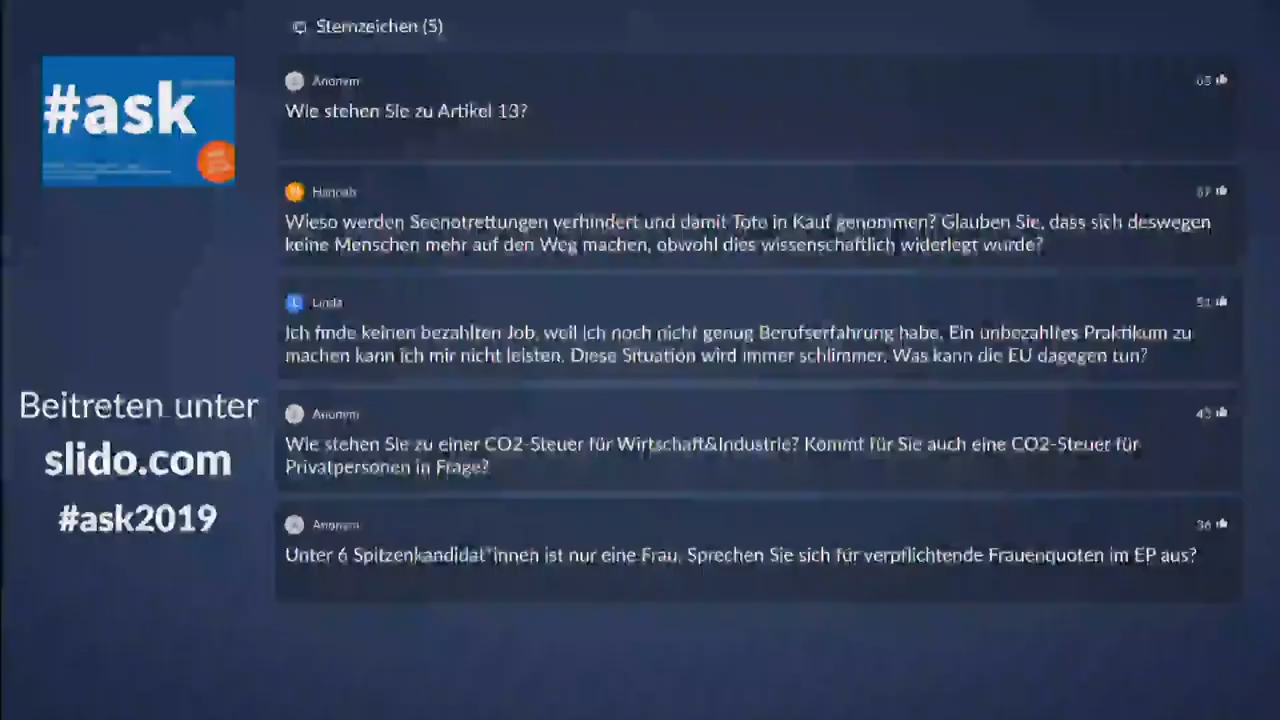 Sternzeichen (5)
#ask
Anonym
Wie stehen Sie zu Artikel 13?
Hannah
Wieso werden Seenotrettungen verhindert und damit Tote in Kauf genommen? Glauben Sie, dass sich deswegen
keine Menschen mehr auf den Weg machen, obwohl dies wissenschaftlich widerlegt wurde?
Linda
51
Ich finde keinen bezahlten Job, weil ich noch nicht genug Berufserfahrung habe. Ein unbezahltes Praktikum zu
machen kann ich mir nicht leisten. Diese Situation wird immer schlimmer. Was kann die EU dagegen tun?
Beitreten unter
slido.com
#ask2019
Anonym
Wie stehen Sie zu einer CO2-Steuer für Wirtschaft&Industrie? Kommt für Sie auch eine CO2-Steuer für
Privatpersonen in Frage?
Anonym
36
Unter 6 Spitzenkandidat*innen ist nur eine Frau. Sprechen Sie sich für verpflichtende Frauenquoten im EP aus?